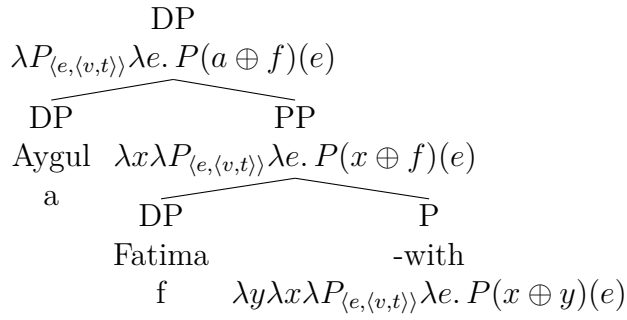 DP
λP⟨e,⟨v,t⟩⟩λe. P(a ⊕ f)(e)
DP PP
Aygul λxλP⟨e,⟨v,t⟩⟩λe. P(x ⊕ f)(e)
a
DP P
Fatima -with
f λyλxλP⟨e,⟨v,t⟩⟩λe. P(x ⊕ y)(e)